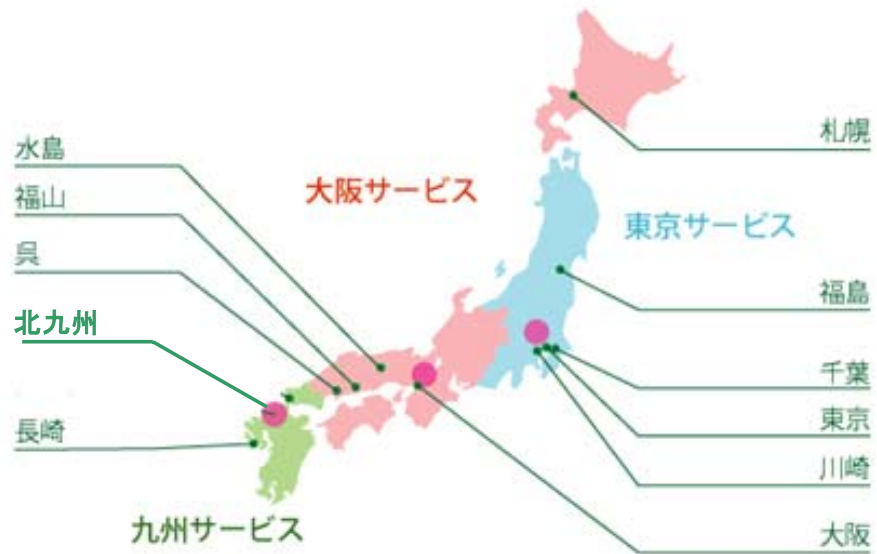 水島
福山
呉
北九州
長崎
大阪サービス
東京サービス
九州サービス
札幌
福島
千葉
東京
川崎
大阪